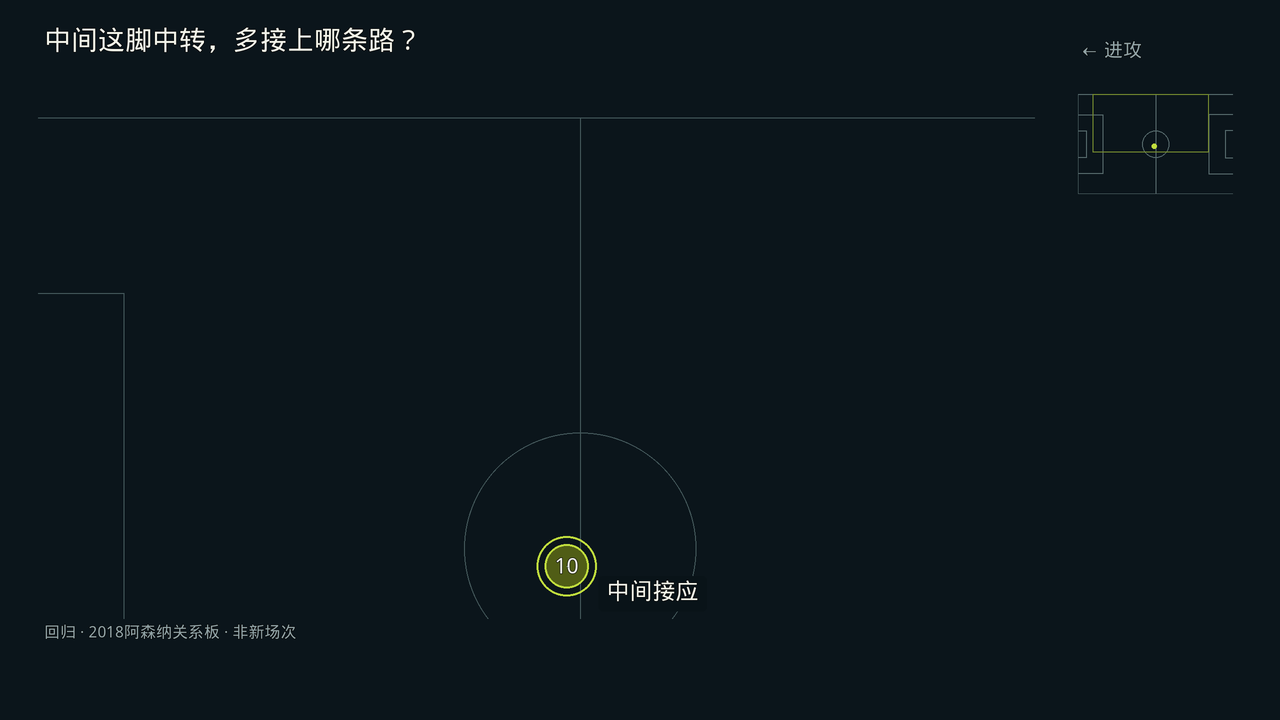 中间这脚中转，多接上哪条路？
← 进攻
10
中间接应
回归 · 2018阿森纳关系板 · 非新场次